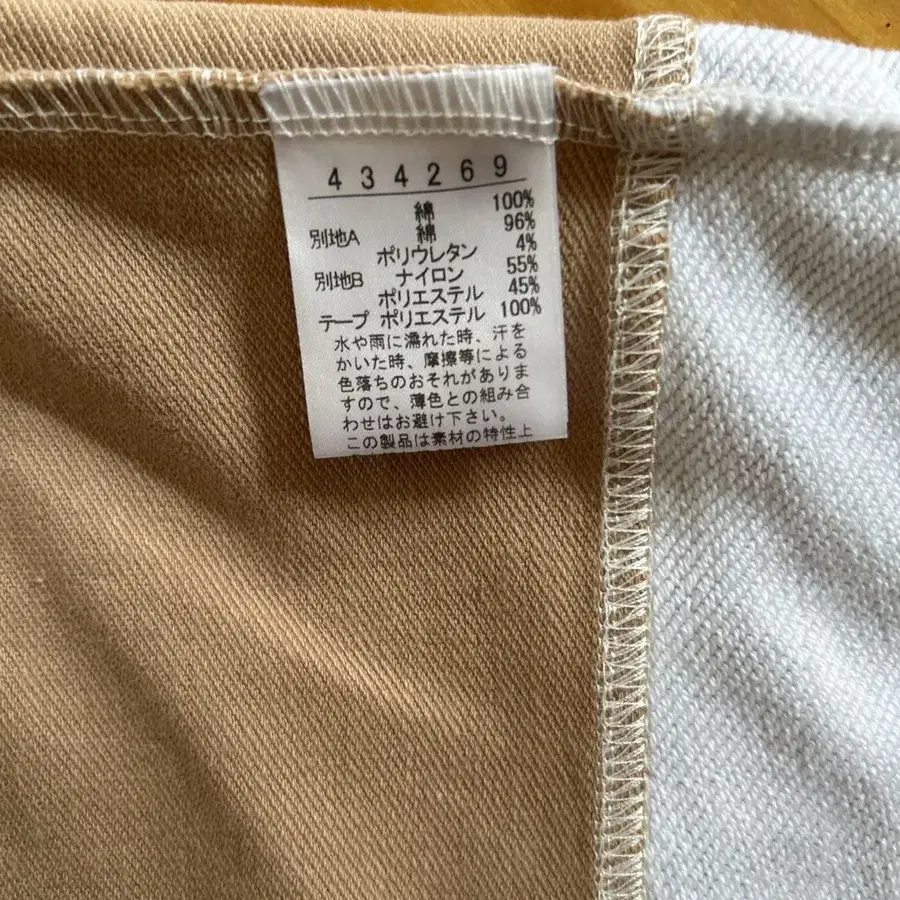 434269
綿 100%
別地A 綿 96%
ポリウレタン 4%
別地B ナイロン 55%
ポリエステル 45%
テープ ポリエステル 100%
水や雨に濡れた時、汗を
かいた時、摩擦等による
色落ちのおそれがありま
すので、薄色との組み合
わせはお避け下さい。
この製品は素材の特性上